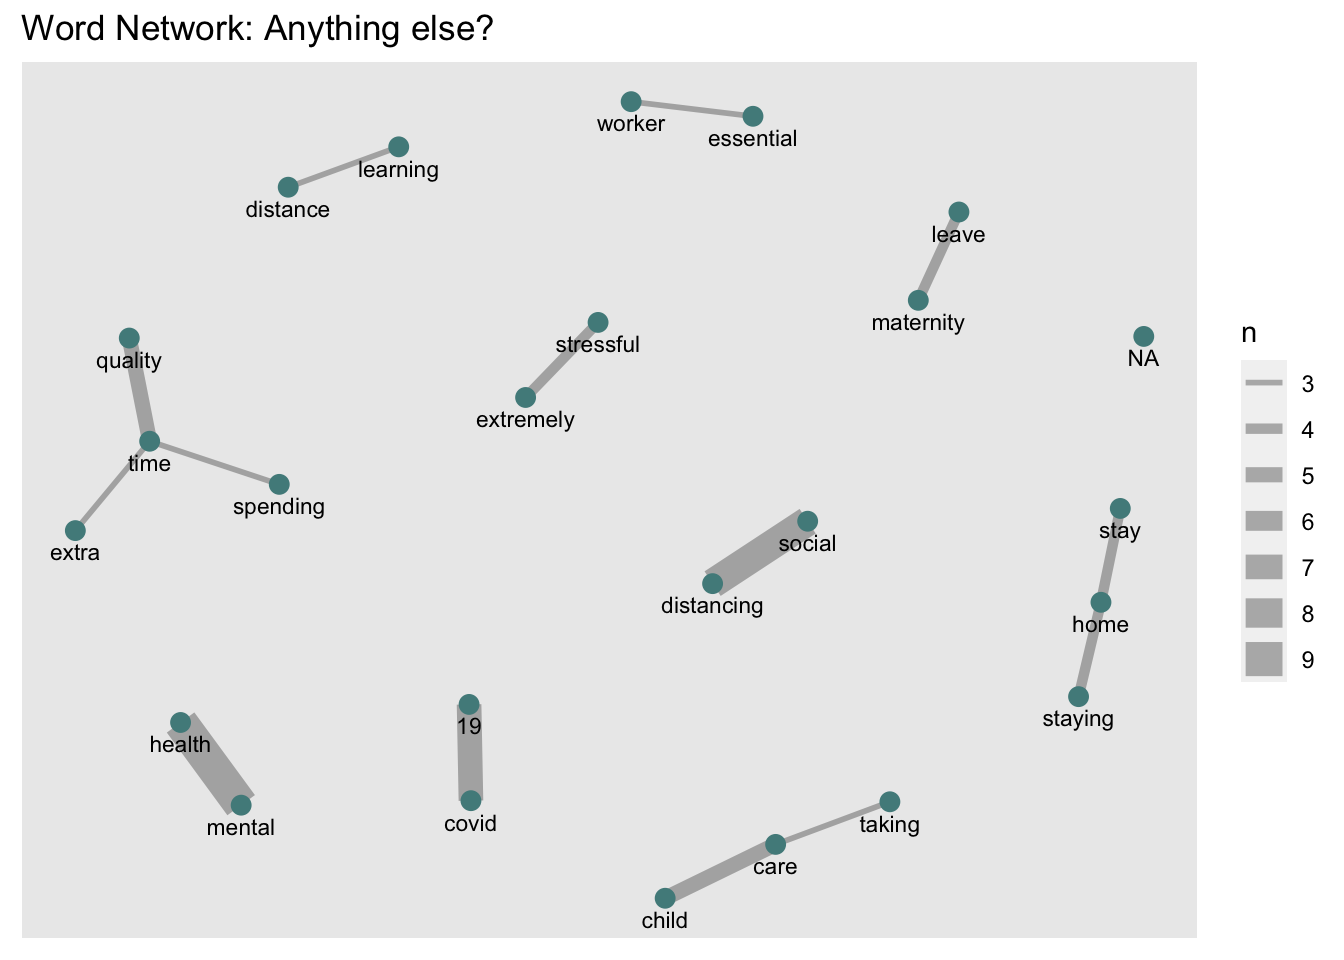 Word Network: Anything else?
worker
essential
learning
distance
leave
maternity
stressful
quality
NA
extremely
time
spending
extra
stay
social
distancing
home
staying
19
health
covid
mental
taking
care
child
n
3
4
5
6
7
8
9